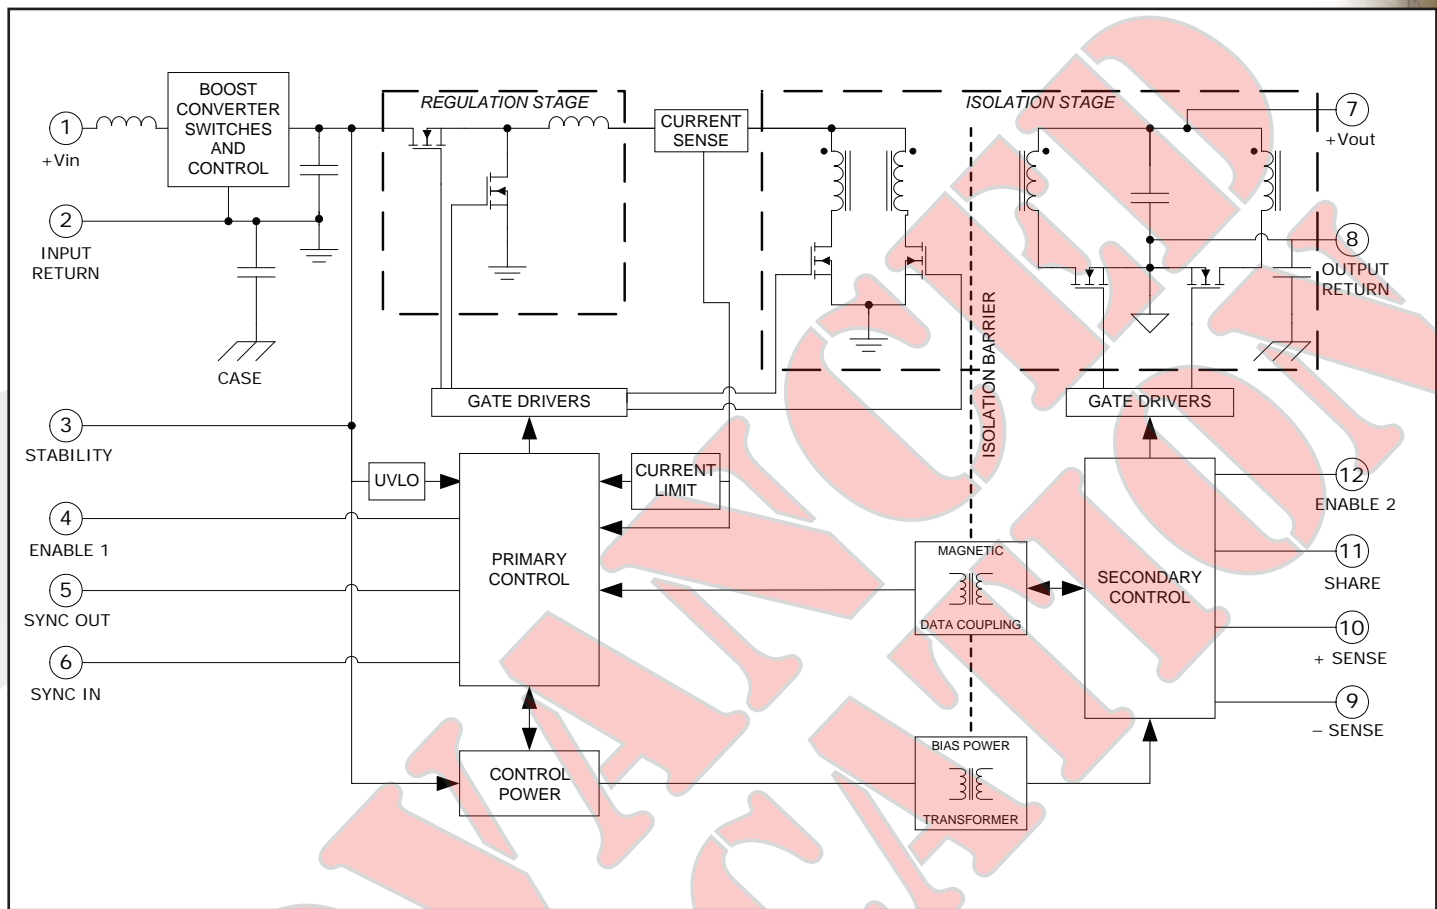 BOOST
CONVERTER
SWITCHES
AND
CONTROL
REGULATION STAGE
CURRENT
SENSE
ISOLATION STAGE
1
+Vin
2
INPUT
RETURN
CASE
7
+Vout
8
OUTPUT
RETURN
ISOLATION BARRIER
GATE DRIVERS
GATE DRIVERS
3
STABILITY
UVLO
CURRENT
LIMIT
4
ENABLE 1
5
SYNC OUT
6
SYNC IN
PRIMARY
CONTROL
MAGNETIC
DATA COUPLING
SECONDARY
CONTROL
12
ENABLE 2
11
SHARE
10
+ SENSE
9
– SENSE
CONTROL
POWER
BIAS POWER
TRANSFORMER